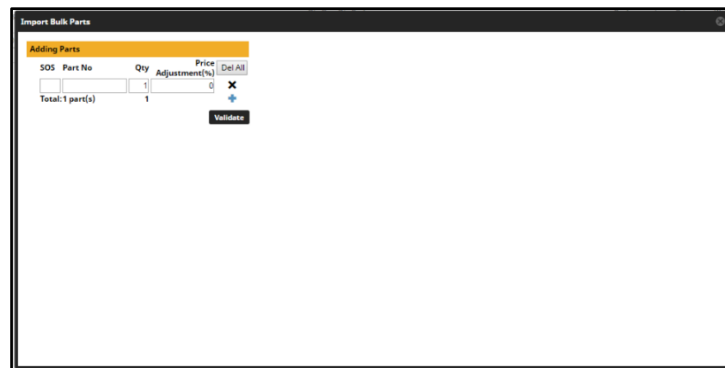 Import Bulk Parts
Adding Parts
SOS Part No Qty Price Adjustment(%) Del All
1 0
Total: 1 part(s) 1
Validate